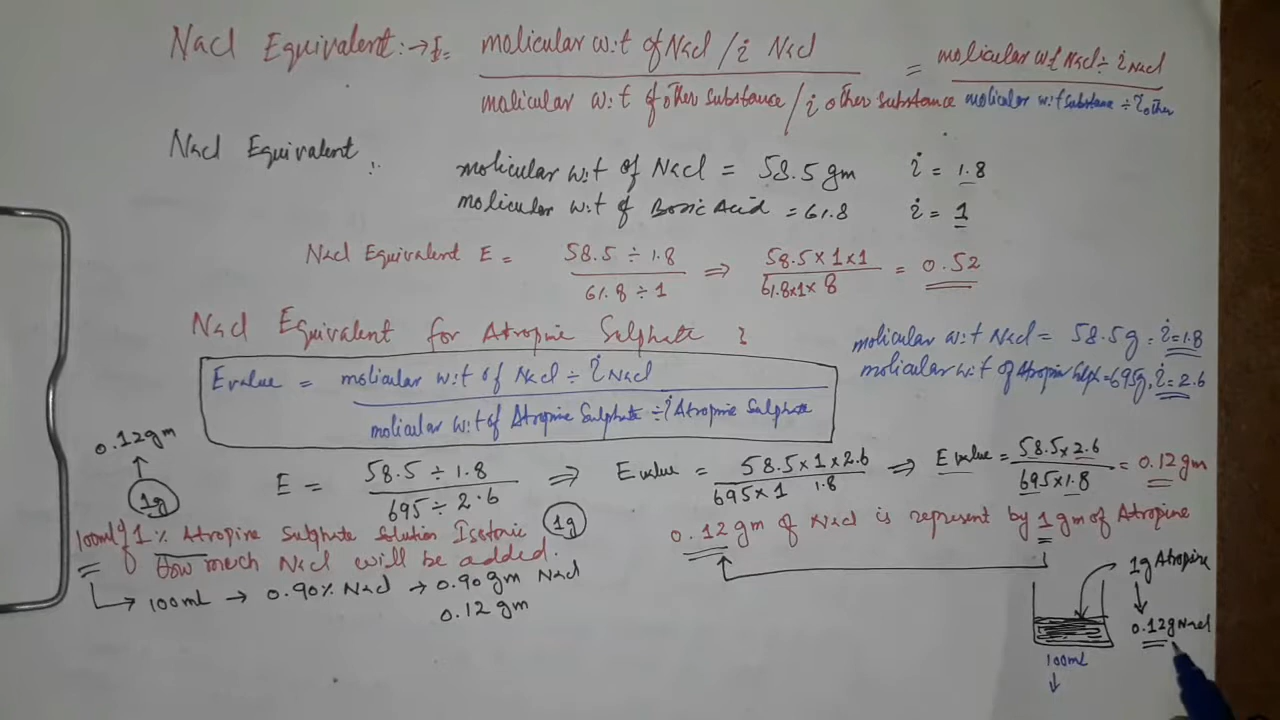 Nacl Equivalent:→ E= molicular w.t of Nacl / i Nacl = molicular wt Nacl ÷ i Nacl
molicular w.t of other substance / i other substance molicular w.t substance ÷ i other
Nacl Equivalent :.
molicular w.t of Nacl = 58.5 gm i = 1.8
molicular w.t of Boric Acid = 61.8 i = 1
Nacl Equivalent E = 58.5 ÷ 1.8 ⇒ 58.5 x 1 x 1 = 0.52
61.8 ÷ 1 61.8 x 1 x 8
Nacl Equivalent for Atropine Sulphate ?
molicular w.t Nacl = 58.5g . i = 1.8
molicular w.t of Atropin Sulph = 695g, i = 2.6
E value = molicular w.t of Nacl ÷ i Nacl
molicular w.t of Atropine Sulphate ÷ i Atropine Sulphate
0.12 gm
↑
1g
E = 58.5 ÷ 1.8 ⇒ E value = 58.5 x 1 x 2.6 ⇒ E value = 58.5 x 2.6 = 0.12 gm
695 ÷ 2.6 695 x 1 1.8 695 x 1.8
100ml of 1% Atropine Sulphate Solution Isotonic 1g
How much Nacl will be added.
→ 100ml → 0.90% Nacl → 0.90 gm Nacl
0.12 gm
0.12 gm of Nacl is represent by 1 gm of Atropine
1g Atropine
↓
0.12g Nacl
100ml
↓